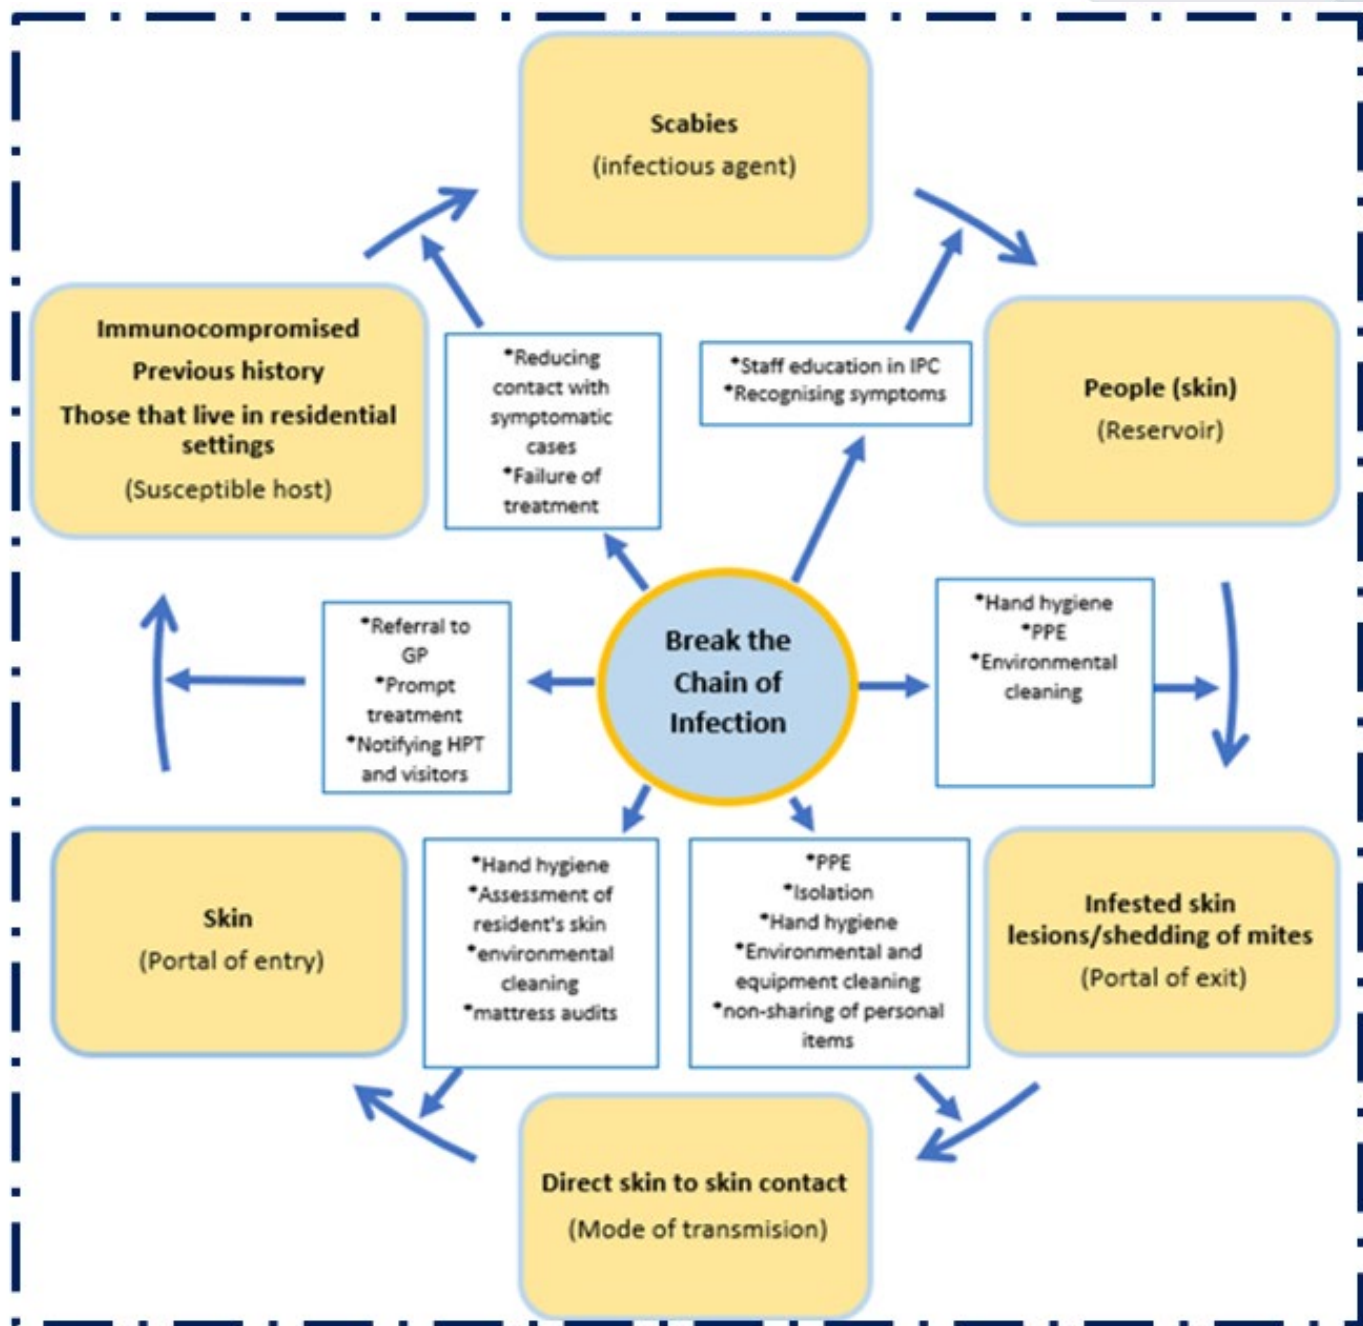 Scabies
(infectious agent)
People (skin)
(Reservoir)
Infested skin
lesions/shedding of mites
(Portal of exit)
Direct skin to skin contact
(Mode of transmision)
Skin
(Portal of entry)
Immunocompromised
Previous history
Those that live in residential
settings
(Susceptible host)
*Reducing
contact with
symptomatic
cases
*Failure of
treatment
*Staff education in IPC
*Recognising symptoms
*Hand hygiene
*PPE
*Environmental
cleaning
*PPE
*Isolation
*Hand hygiene
*Environmental and
equipment cleaning
*non-sharing of personal
items
*Hand hygiene
*Assessment of
resident's skin
*environmental
cleaning
*mattress audits
*Referral to
GP
*Prompt
treatment
*Notifying HPT
and visitors
Break the
Chain of
Infection